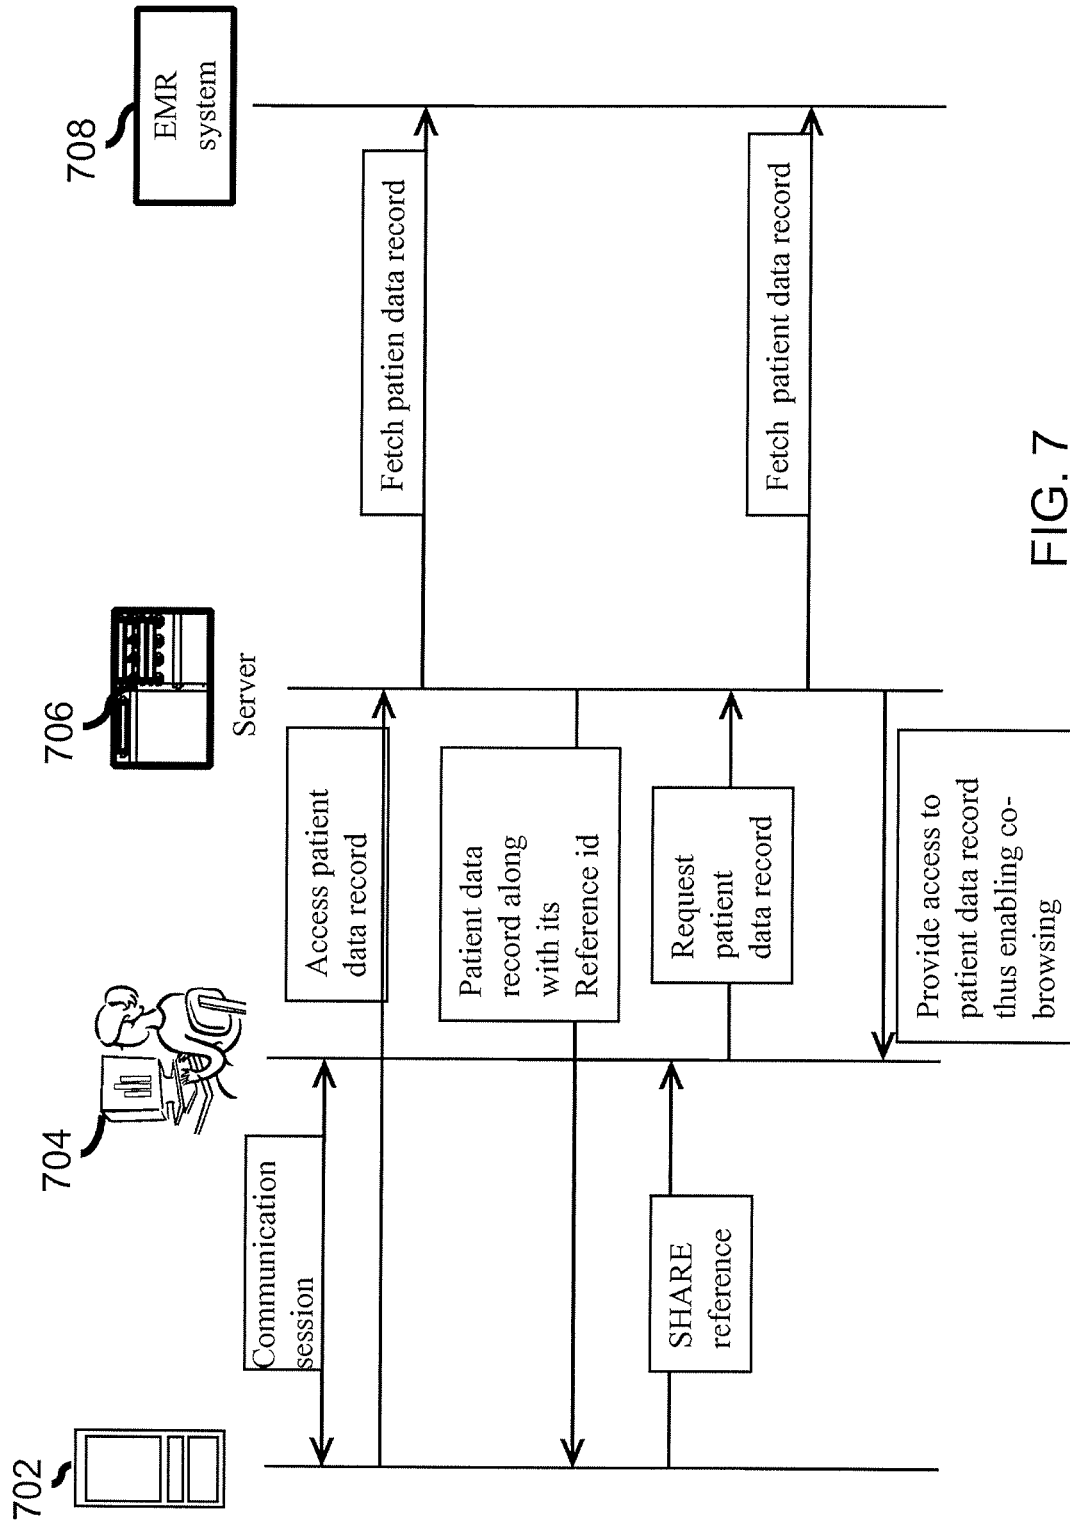 702
704
706
708
Server
EMR
system
Communication
session
Access patient
data record
Fetch patien data record
Patient data
record along
with its
Reference id
SHARE
reference
Request
patient
data record
Fetch patient data record
Provide access to
patient data record
thus enabling co-
browsing
FIG. 7